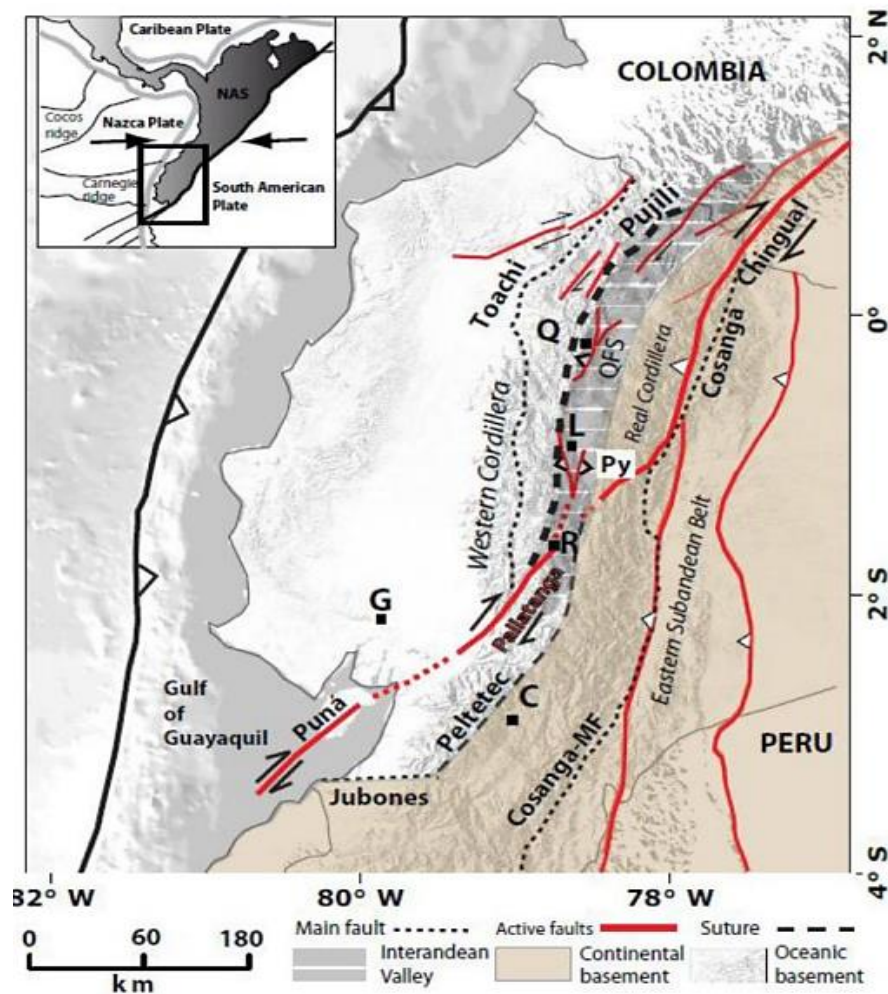 Caribean Plate
NAS
Cocos
ridge
Nazca Plate
Carnegie
ridge
South American
Plate
COLOMBIA
2° N
0°
2° S
4° S
Pujili
Toachi
Chingual
Cosanga
Q
QFS
Real Cordillera
L
Py
Western Cordillera
R
Pallatanga
G
Eastern Subandean Belt
Gulf
of
Guayaquil
Puná
Peltetec
C
PERU
Jubones
Cosanga-MF
82° W
80° W
78° W
0 60 180
km
Main fault
Active faults
Suture
Interandean
Valley
Continental
basement
Oceanic
basement